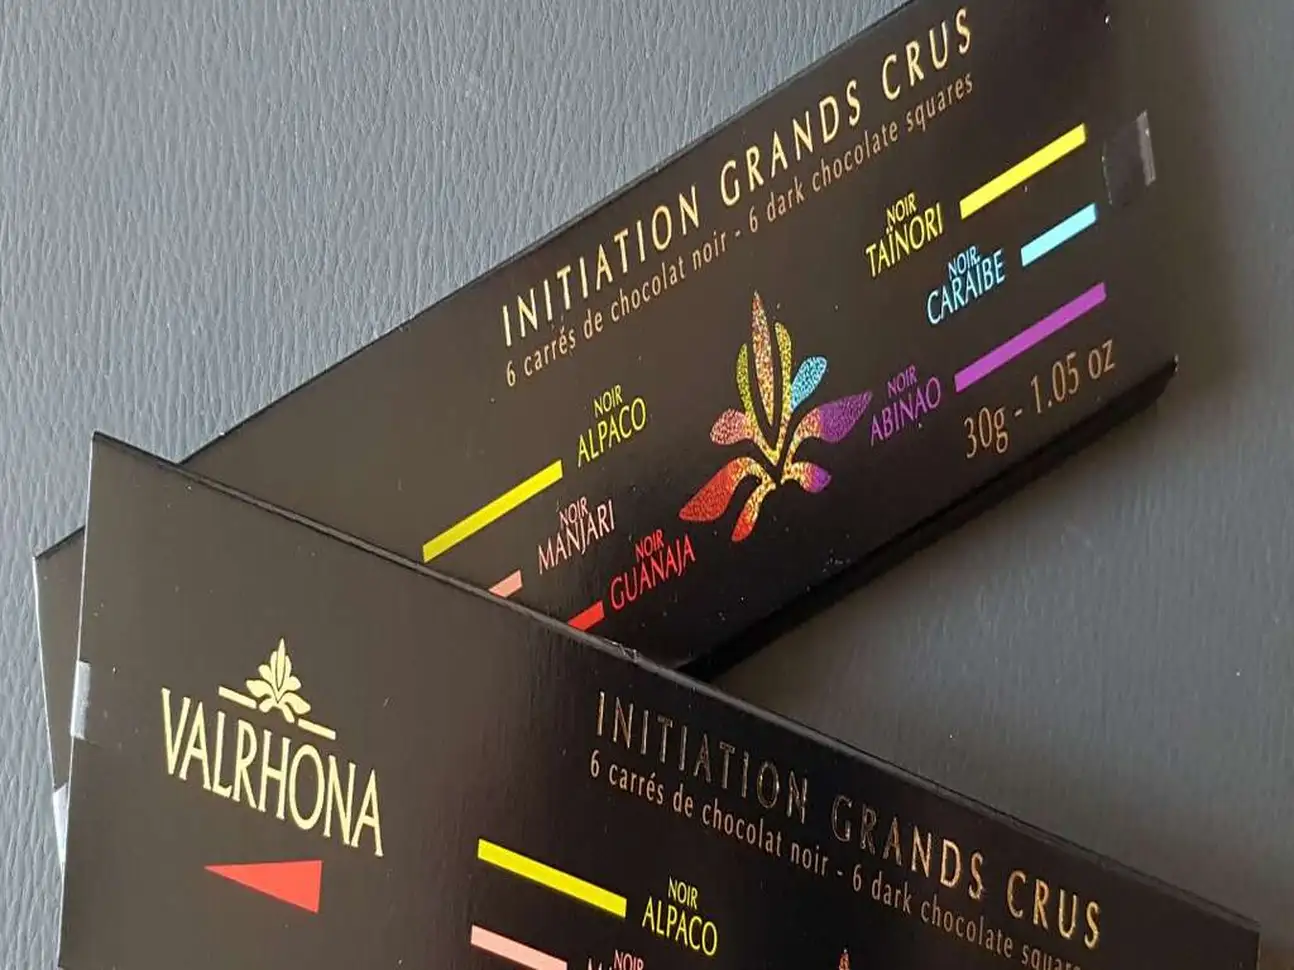 INITIATION GRANDS CRUS
6 carrés de chocolat noir - 6 dark chocolate squares
NOIR
TAÏNORI
NOIR
CARAÏBE
NOIR
ABINAO
30g - 1.05 oz
NOIR
ALPACO
NOIR
MANJARI
NOIR
GUANAJA
VALRHONA
INITIATION GRANDS CRUS
6 carrés de chocolat noir - 6 dark chocolate squares
NOIR
ALPACO
NOIR